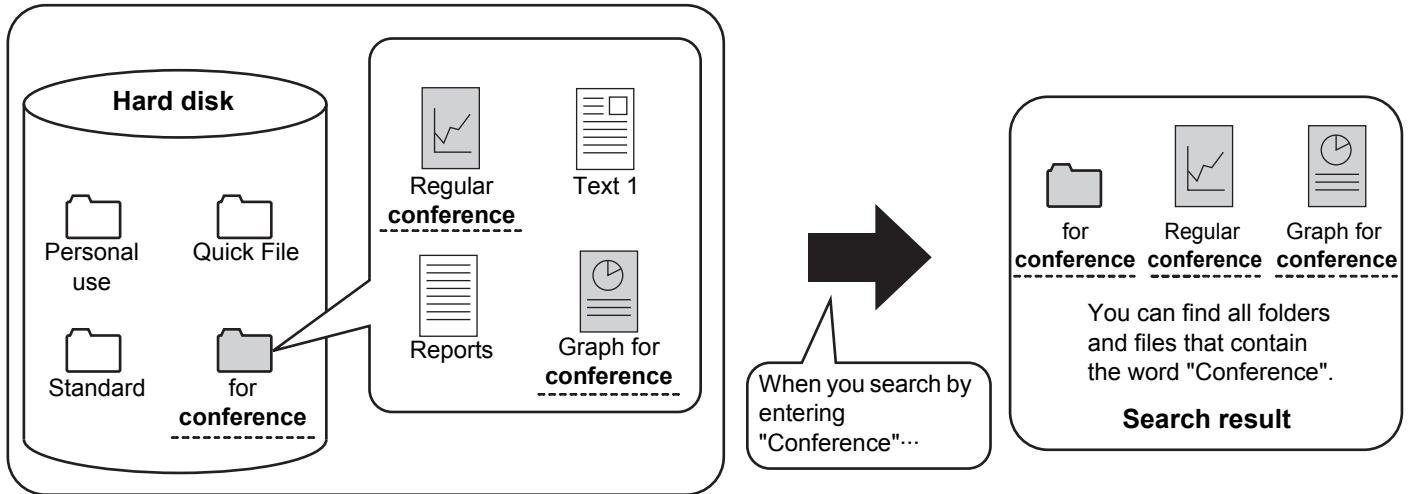 Hard disk
Personal
use
Quick File
Standard
for
conference
Regular
conference
Text 1
Reports
Graph for
conference
When you search by
entering
"Conference"···
for
conference
Regular
conference
Graph for
conference
You can find all folders
and files that contain
the word "Conference".
Search result